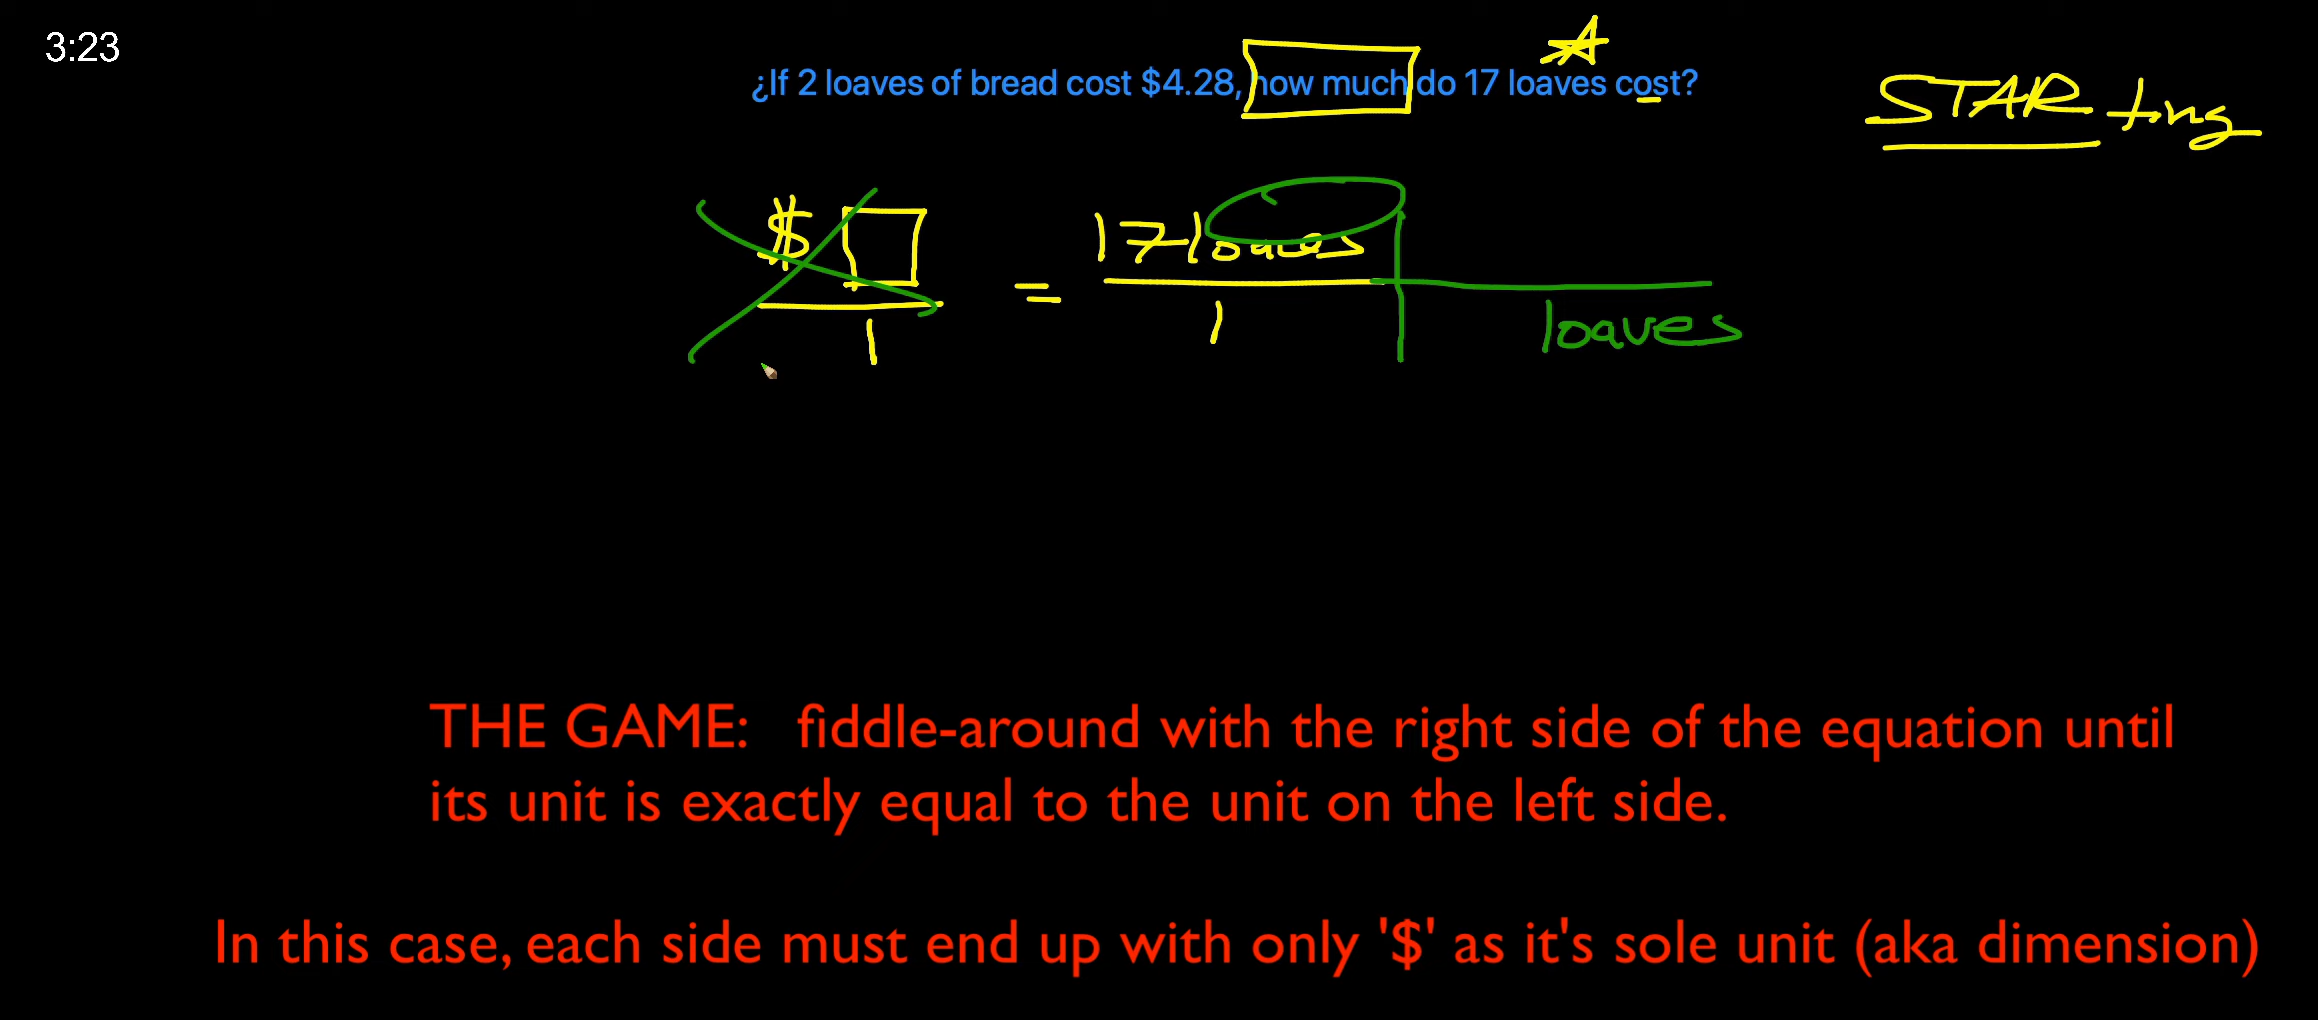 3:23
¿If 2 loaves of bread cost $4.28, how much do 17 loaves cost?
STARting
$ = 17 loaves
1 1 loaves
THE GAME: fiddle-around with the right side of the equation until
its unit is exactly equal to the unit on the left side.
In this case, each side must end up with only '$' as it's sole unit (aka dimension)